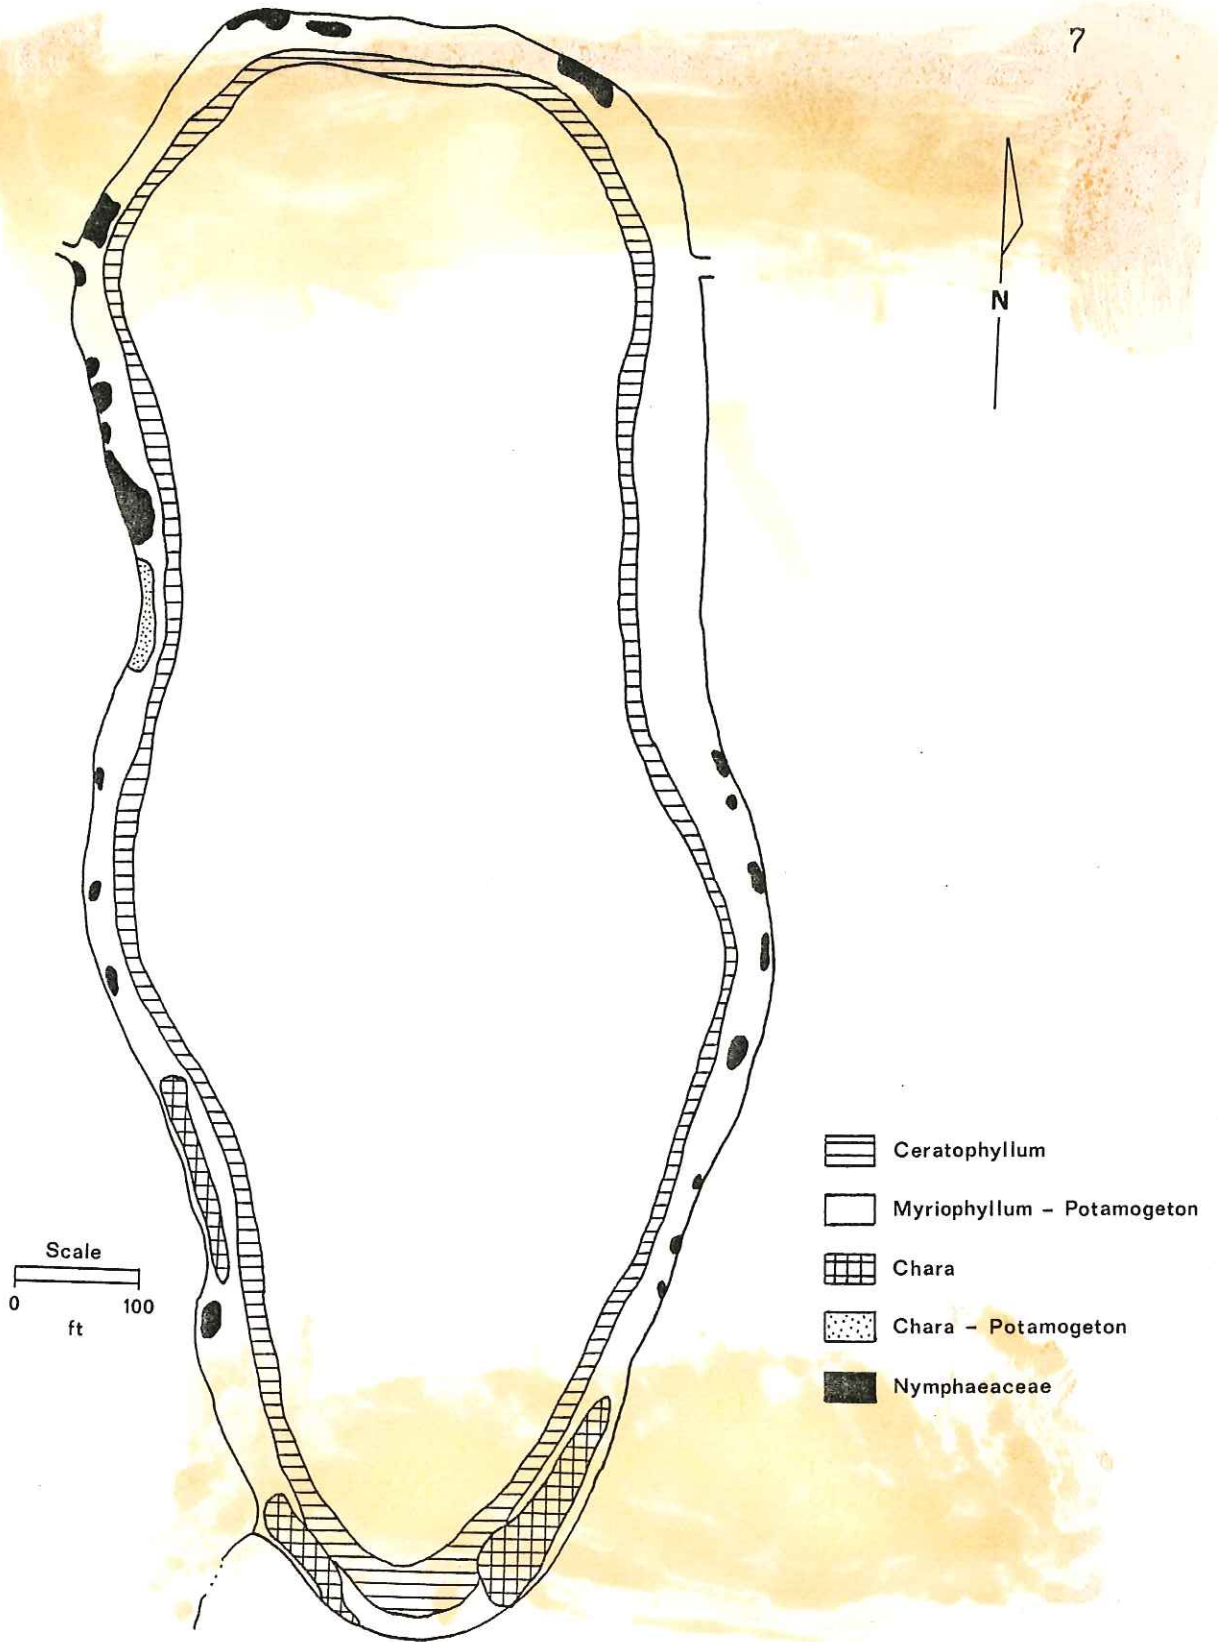 7
N
Ceratophyllum
Myriophyllum – Potamogeton
Chara
Chara – Potamogeton
Nymphaeaceae
Scale
0 100
ft